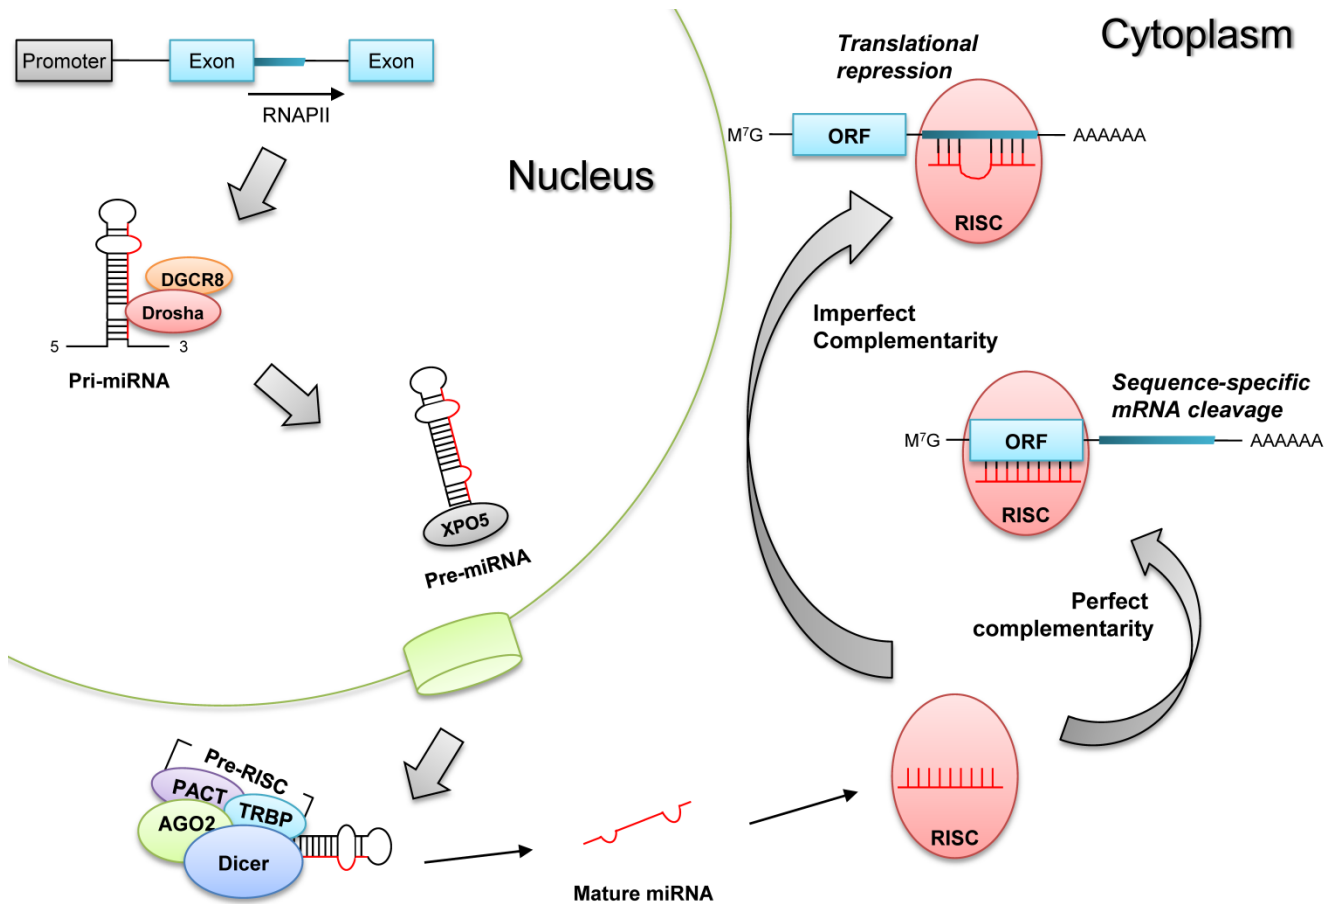 Promoter
Exon
Exon
RNAPII
Nucleus
Cytoplasm
DGCR8
Drosha
5
3
Pri-miRNA
XPO5
Pre-miRNA
Pre-RISC
PACT
TRBP
AGO2
Dicer
Mature miRNA
RISC
Imperfect
Complementarity
Perfect
complementarity
Translational
repression
M⁷G
ORF
AAAAAA
RISC
Sequence-specific
mRNA cleavage
M⁷G
ORF
AAAAAA
RISC